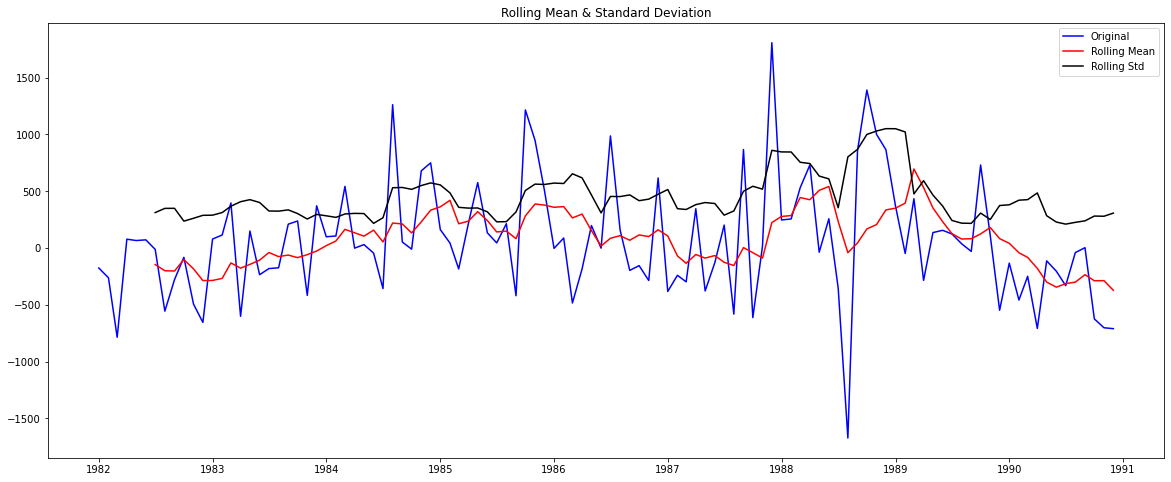 Rolling Mean & Standard Deviation
Original
Rolling Mean
Rolling Std
1500
1000
500
0
−500
−1000
−1500
1982 1983 1984 1985 1986 1987 1988 1989 1990 1991